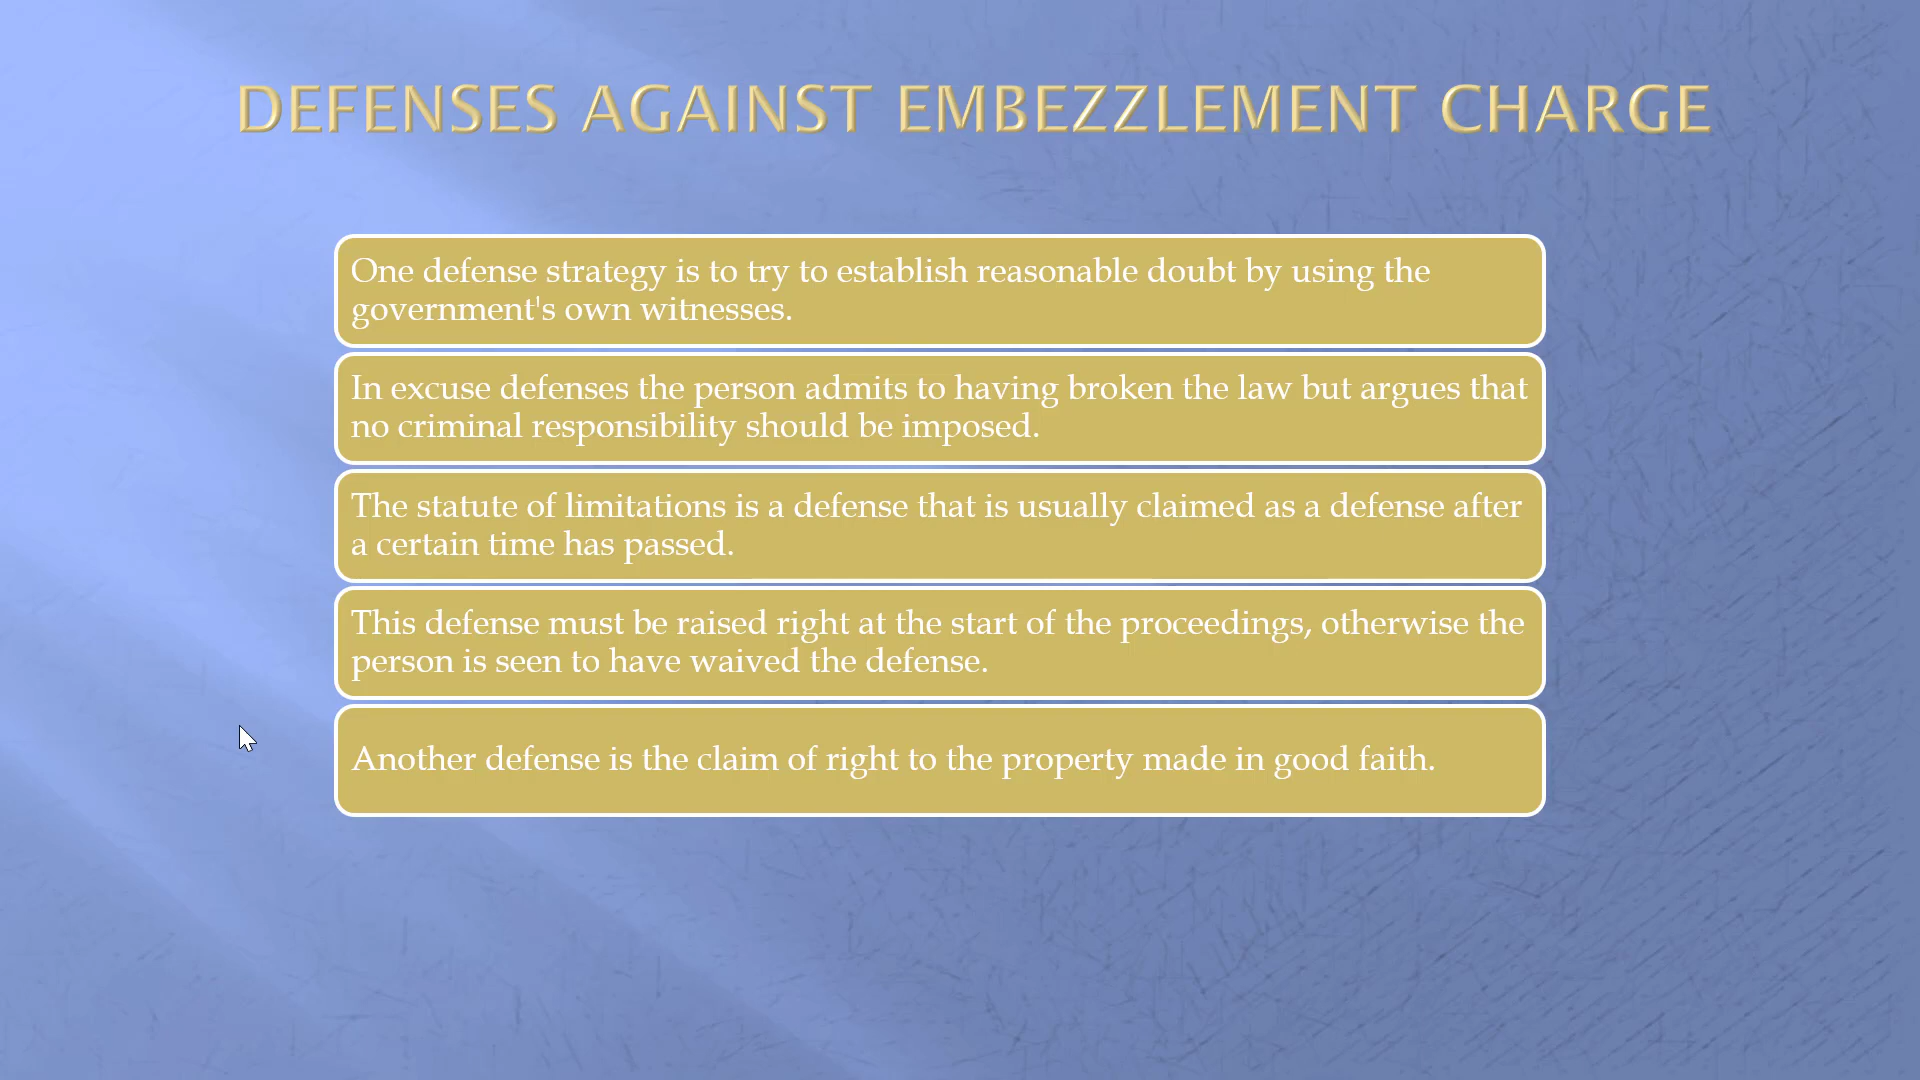 DEFENSES AGAINST EMBEZZLEMENT CHARGE
One defense strategy is to try to establish reasonable doubt by using the
government's own witnesses.
In excuse defenses the person admits to having broken the law but argues that
no criminal responsibility should be imposed.
The statute of limitations is a defense that is usually claimed as a defense after
a certain time has passed.
This defense must be raised right at the start of the proceedings, otherwise the
person is seen to have waived the defense.
Another defense is the claim of right to the property made in good faith.